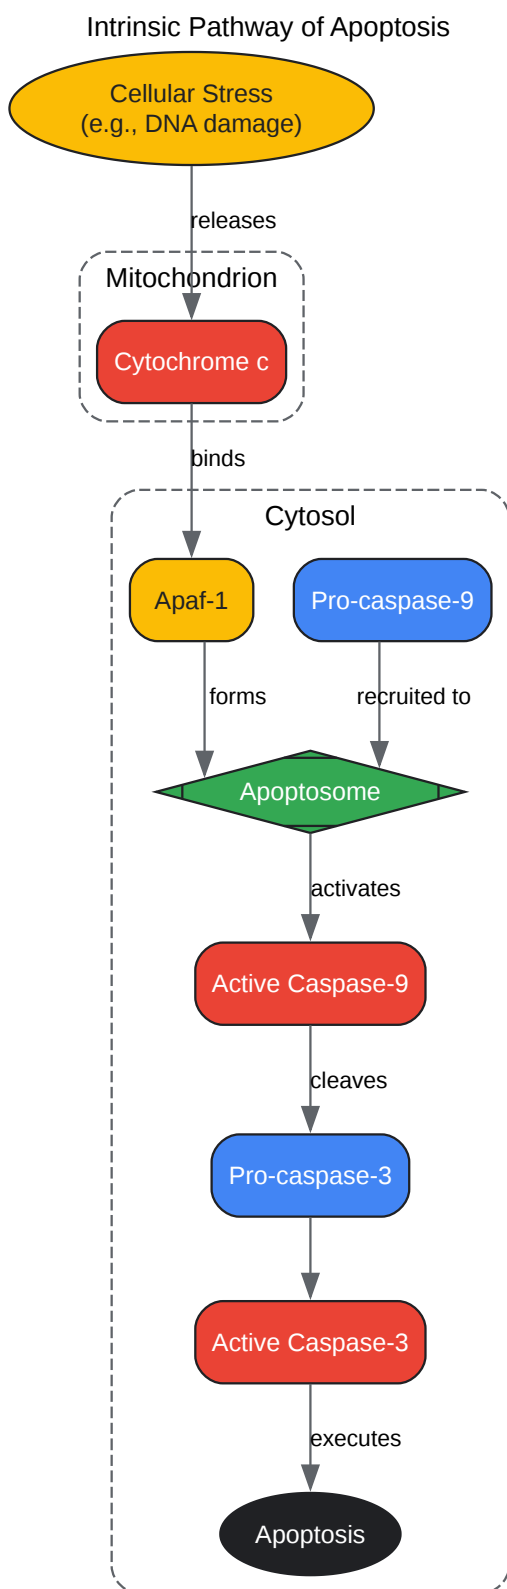 Intrinsic Pathway of Apoptosis
Cellular Stress
(e.g., DNA damage)
releases
Mitochondrion
Cytochrome c
binds
Cytosol
Apaf-1
Pro-caspase-9
forms
recruited to
Apoptosome
activates
Active Caspase-9
cleaves
Pro-caspase-3
Active Caspase-3
executes
Apoptosis